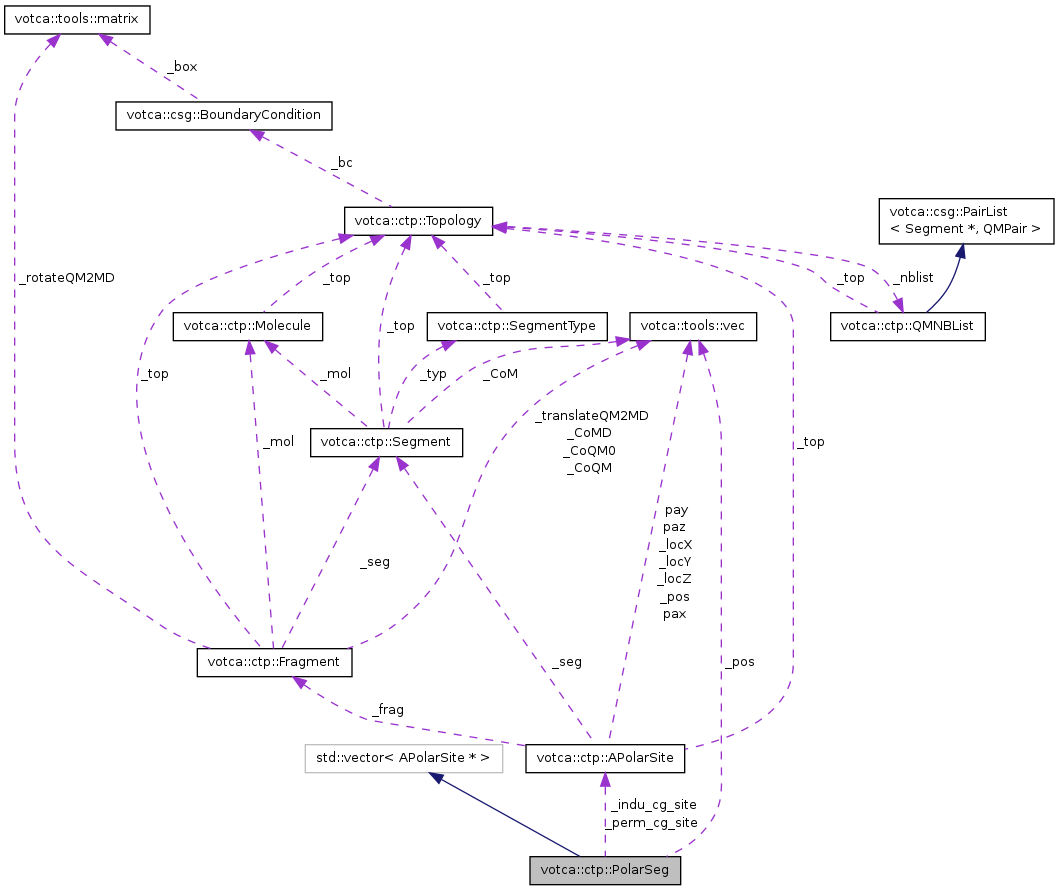 votca::tools::matrix
_box
votca::csg::BoundaryCondition
_bc
votca::csg::PairList
< Segment *, QMPair >
votca::ctp::Topology
_rotateQM2MD
_top
_top
_top
_nblist
votca::ctp::Molecule
votca::ctp::SegmentType
votca::tools::vec
votca::ctp::QMNBList
_top
_top
_mol
_typ
_CoM
_translateQM2MD
_CoMD
_CoQM0
_CoQM
votca::ctp::Segment
_mol
_top
pay
paz
_locX
_locY
_locZ
_pos
pax
_seg
votca::ctp::Fragment
_seg
_pos
_frag
std::vector< APolarSite * >
votca::ctp::APolarSite
_indu_cg_site
_perm_cg_site
votca::ctp::PolarSeg